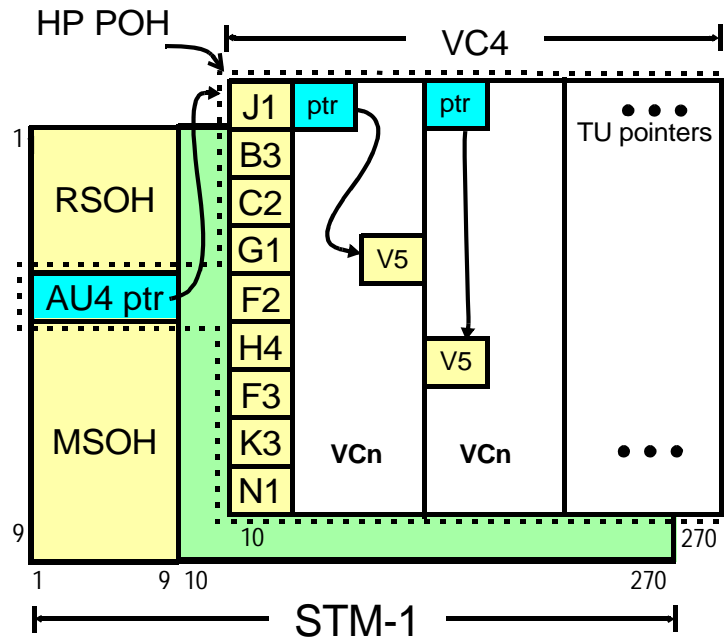 HP POH
VC4
J1
ptr
ptr
TU pointers
1
B3
RSOH
C2
G1
V5
AU4 ptr
F2
H4
V5
F3
MSOH
K3
VCn
VCn
N1
9
10
270
1
9
10
270
STM-1